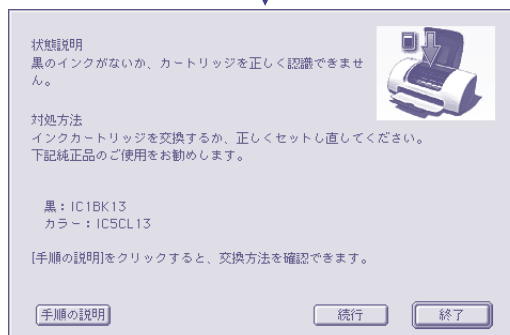 状態説明
黒のインクがないか、カートリッジを正しく認識できませ
ん。
対処方法
インクカートリッジを交換するか、正しくセットし直してください。
下記純正品のご使用をお勧めします。
黒：IC1BK13
カラー：IC5CL13
[手順の説明]をクリックすると、交換方法を確認できます。
手順の説明
続行
終了